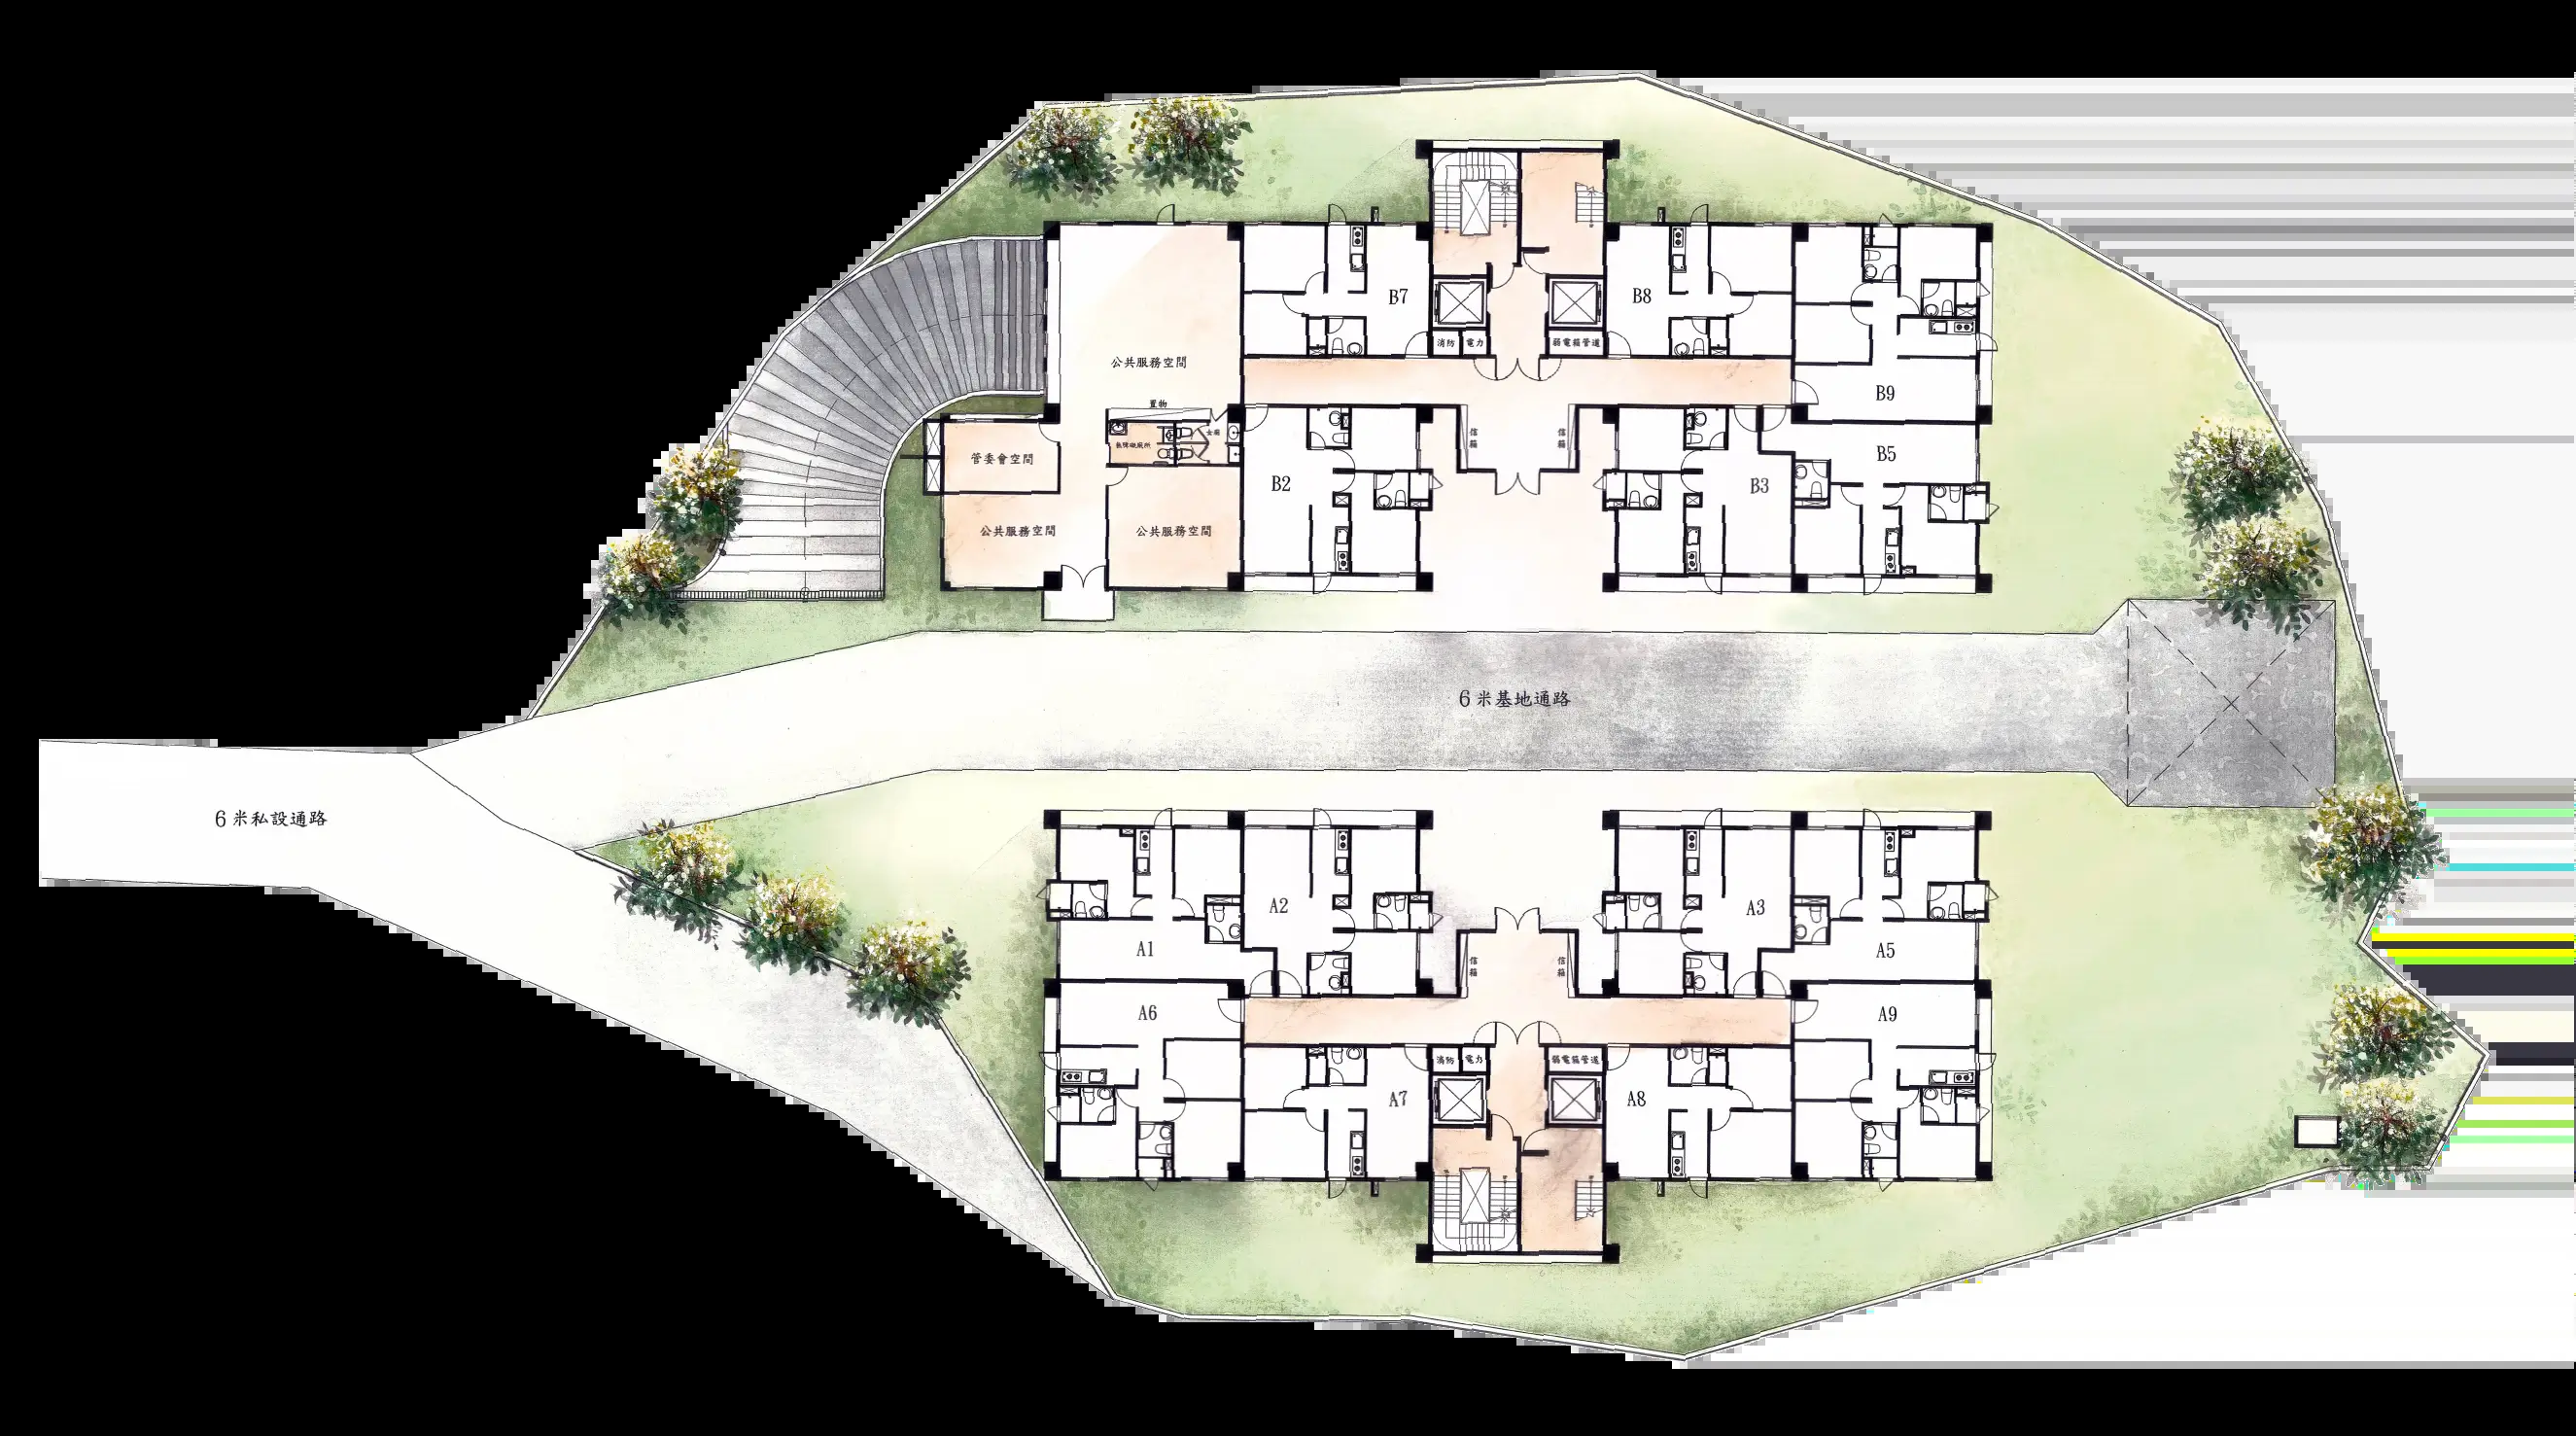 B7
消防
電力
弱電箱管道
B8
公共服務空間
置物
B9
無障礙廁所
女廁
管委會空間
B2
信箱
信箱
B3
B5
公共服務空間
公共服務空間
6米基地通路
6米私設通路
A1
A2
A3
A5
信箱
信箱
A6
A9
消防
電力
弱電箱管道
A7
A8